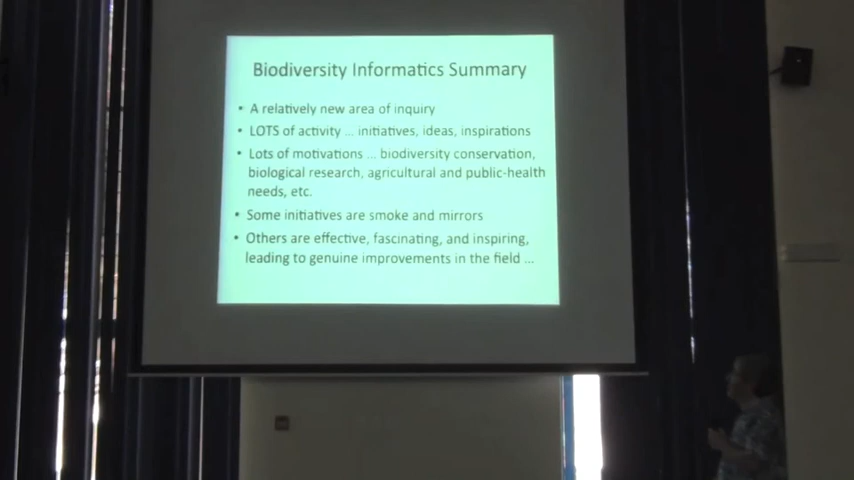 Biodiversity Informatics Summary
• A relatively new area of inquiry
• LOTS of activity ... initiatives, ideas, inspirations
• Lots of motivations ... biodiversity conservation,
biological research, agricultural and public-health
needs, etc.
• Some initiatives are smoke and mirrors
• Others are effective, fascinating, and inspiring,
leading to genuine improvements in the field ...